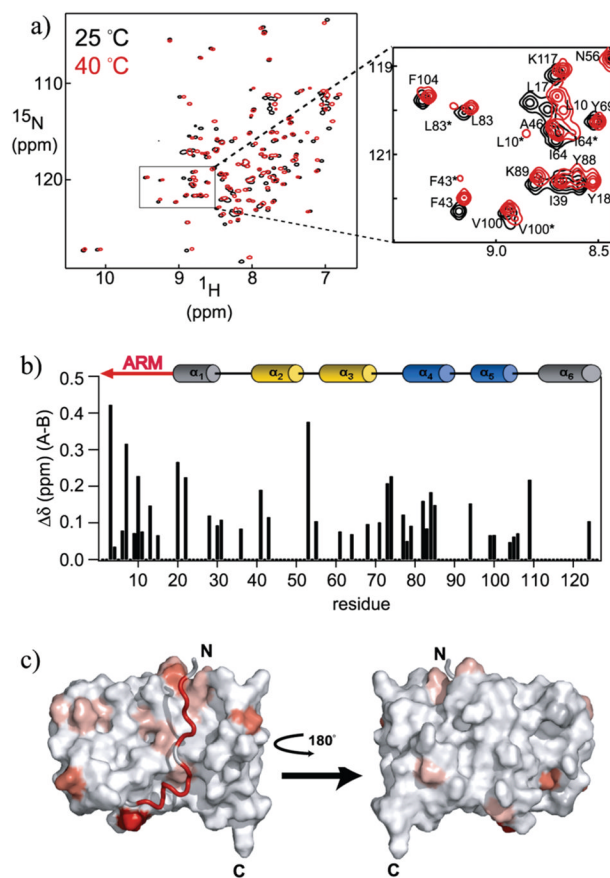 a)
25 °C
40 °C
110
15N
(ppm)
120
10
9
8
7
1H
(ppm)
119
121
9.0
8.5
N56
K117
L17*
F104
L10
Y69
L83*
L83
A46
L10*
I64*
I64
F43*
K89
Y88
F43
I39
Y18
V100
V100*
b)
ARM
α1
α2
α3
α4
α5
α6
0.5
0.4
0.3
0.2
0.1
0.0
Δδ (ppm) (A-B)
10
20
30
40
50
60
70
80
90
100
110
120
residue
c)
N
N
180°
C
C